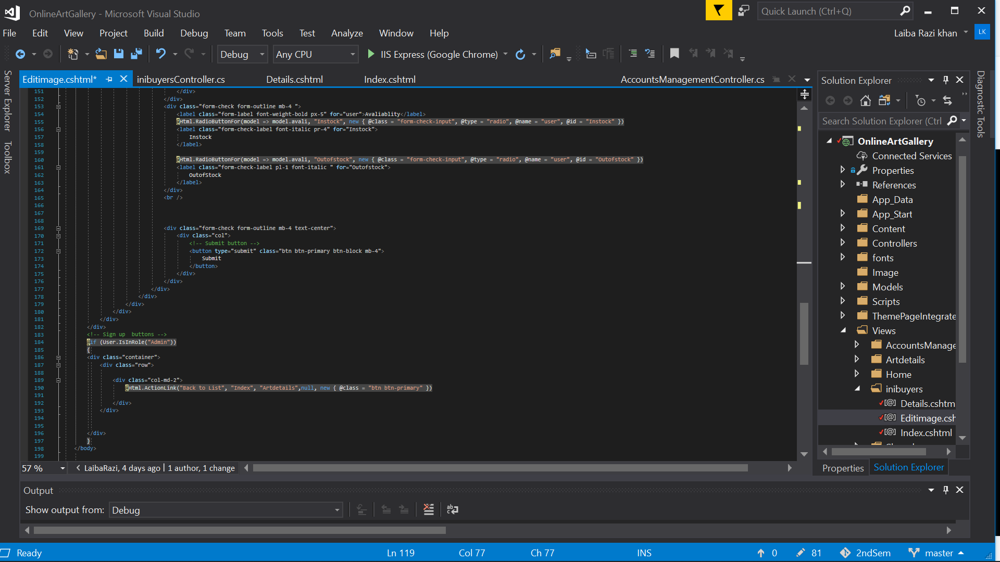 OnlineArtGallery - Microsoft Visual Studio
Quick Launch (Ctrl+Q)
File Edit View Project Build Debug Team Tools Test Analyze Window Help
Laiba Razi khan LK
Debug Any CPU IIS Express (Google Chrome)
Server Explorer
Toolbox
Editimage.cshtml* inibuyersController.cs Details.cshtml Index.cshtml AccountsManagementController.cs
151 </div>
152 </div>
153 <div class="form-check form-outline mb-4 ">
154 <label class="form-label font-weight-bold px-5" for="user">Avaliablity</label>
155 @Html.RadioButtonFor(model => model.avali, "Instock", new { @class = "form-check-input", @type = "radio", @name = "user", @id = "Instock" })
156 <label class="form-check-label font-italic pr-4" for="Instock">
157 Instock
158 </label>
159
160 @Html.RadioButtonFor(model => model.avali, "Outofstock", new { @class = "form-check-input", @type = "radio", @name = "user", @id = "Outofstock" })
161 <label class="form-check-label pl-1 font-italic " for="Outofstock">
162 OutofStock
163 </label>
164 </div>
165 <br />
166
167
168
169 <div class="form-check form-outline mb-4 text-center">
170 <div class="col">
171 <!-- Submit button -->
172 <button type="submit" class="btn btn-primary btn-block mb-4">
173 Submit
174 </button>
175 </div>
176 </div>
177 </div>
178 </div>
179 </div>
180 </div>
181 </div>
182 </div>
183 <!-- Sign up  buttons -->
184 @if (User.IsInRole("Admin"))
185 {
186 <div class="container">
187 <div class="row">
188
189 <div class="col-md-2">
190 @Html.ActionLink("Back to List", "Index", "Artdetails",null, new { @class = "btn btn-primary" })
191
192 </div>
193 </div>
194
195
196 </div>
197 }
198 </body>
199
57 % LaibaRazi, 4 days ago | 1 author, 1 change
Solution Explorer
Search Solution Explorer (Ctrl
OnlineArtGallery
Connected Services
Properties
References
App_Data
App_Start
Content
Controllers
fonts
Image
Models
Scripts
ThemePageIntegrate
Views
AccountsManage
Artdetails
Home
inibuyers
Details.cshtm
Editimage.csh
Index.cshtml
Properties Solution Explorer
Diagnostic Tools
Output
Show output from: Debug
Ready Ln 119 Col 77 Ch 77 INS 0 81 2ndSem master